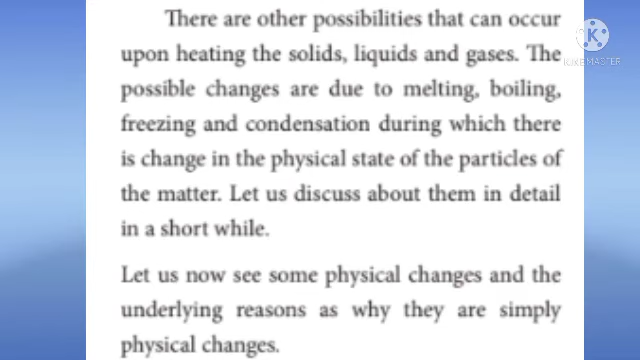 There are other possibilities that can occur
upon heating the solids, liquids and gases. The
possible changes are due to melting, boiling,
freezing and condensation during which there
is change in the physical state of the particles of
the matter. Let us discuss about them in detail
in a short while.
Let us now see some physical changes and the
underlying reasons as why they are simply
physical changes.
K
KINEMASTER